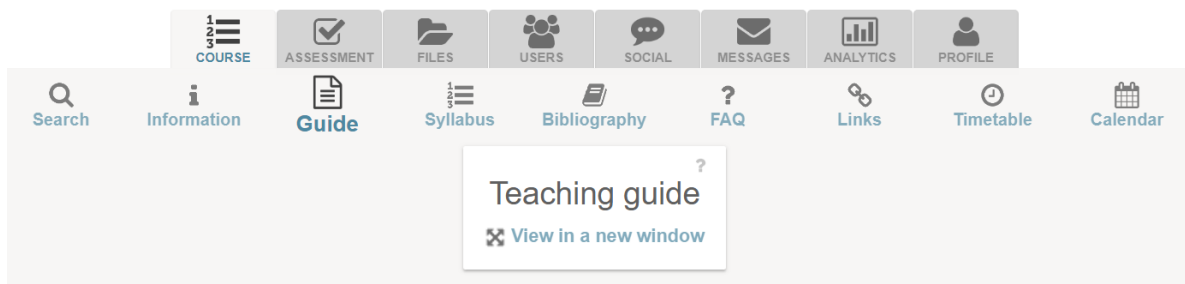 COURSE ASSESSMENT FILES USERS SOCIAL MESSAGES ANALYTICS PROFILE
Search Information Guide Syllabus Bibliography FAQ Links Timetable Calendar
?
Teaching guide
View in a new window